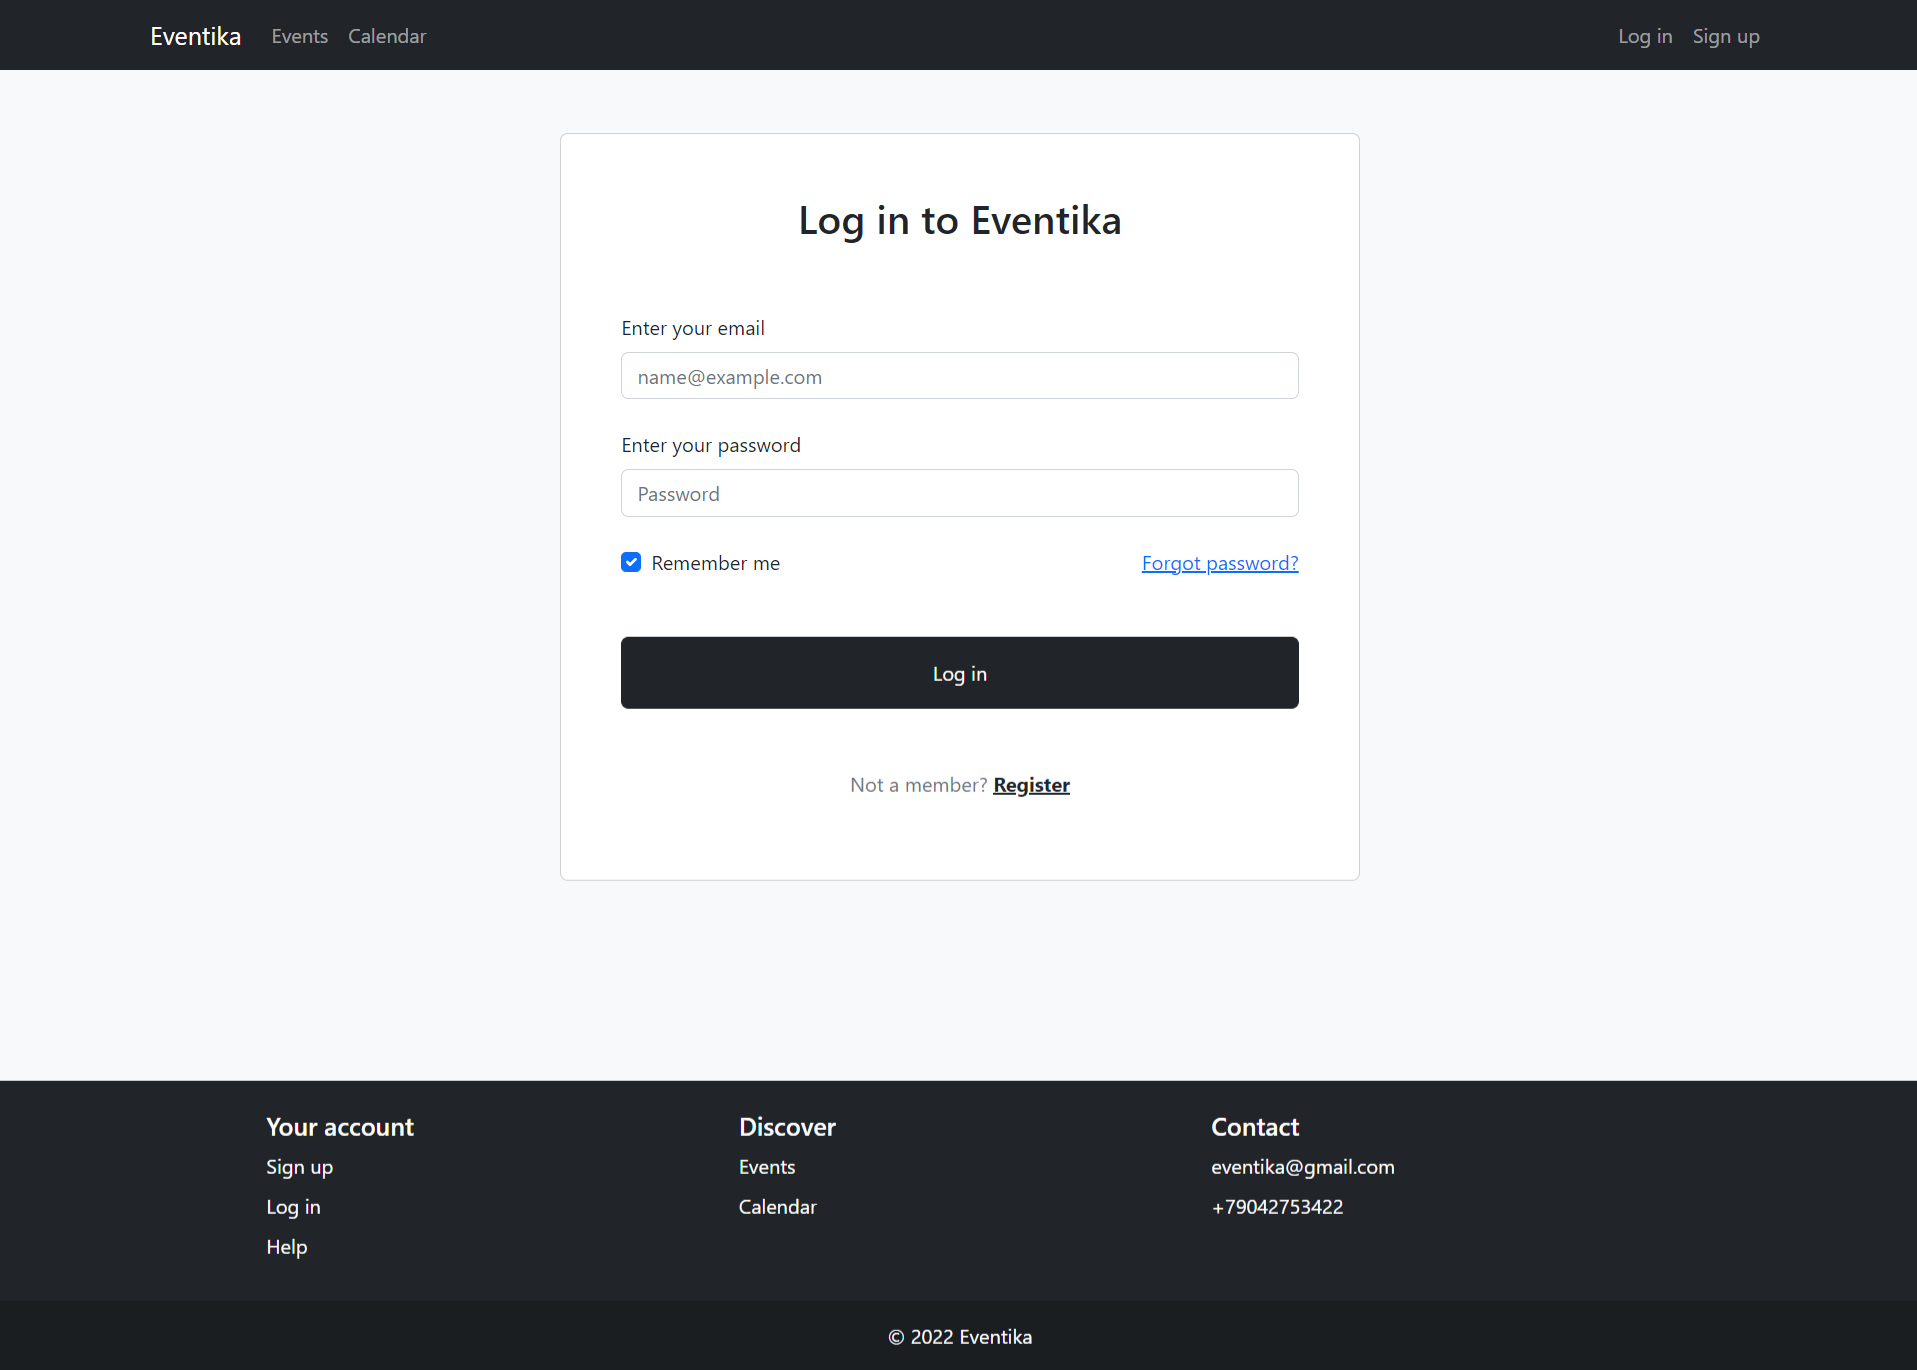 Eventika Events Calendar Log in Sign up
Log in to Eventika
Enter your email
name@example.com
Enter your password
Password
Remember me Forgot password?
Log in
Not a member? Register
Your account
Sign up
Log in
Help
Discover
Events
Calendar
Contact
eventika@gmail.com
+79042753422
© 2022 Eventika